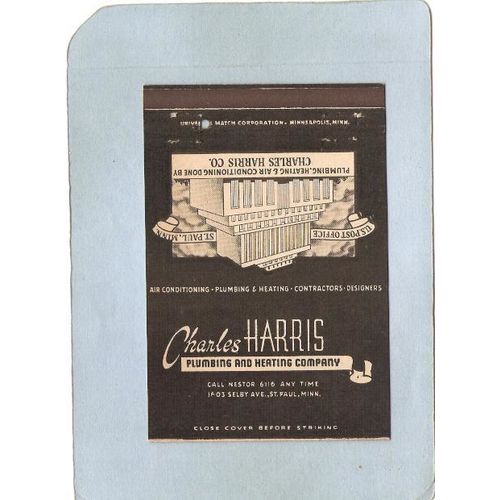 UNIVERSAL MATCH CORPORATION - MINNEAPOLIS, MINN.
PLUMBING, HEATING & AIR CONDITIONING DONE BY
CHARLES HARRIS CO.
U.S. POST OFFICE
ST. PAUL, MINN.
AIR CONDITIONING • PLUMBING & HEATING • CONTRACTORS • DESIGNERS
Charles HARRIS
PLUMBING AND HEATING COMPANY
CALL NESTOR 6116 ANY TIME
1603 SELBY AVE., ST. PAUL, MINN.
CLOSE COVER BEFORE STRIKING